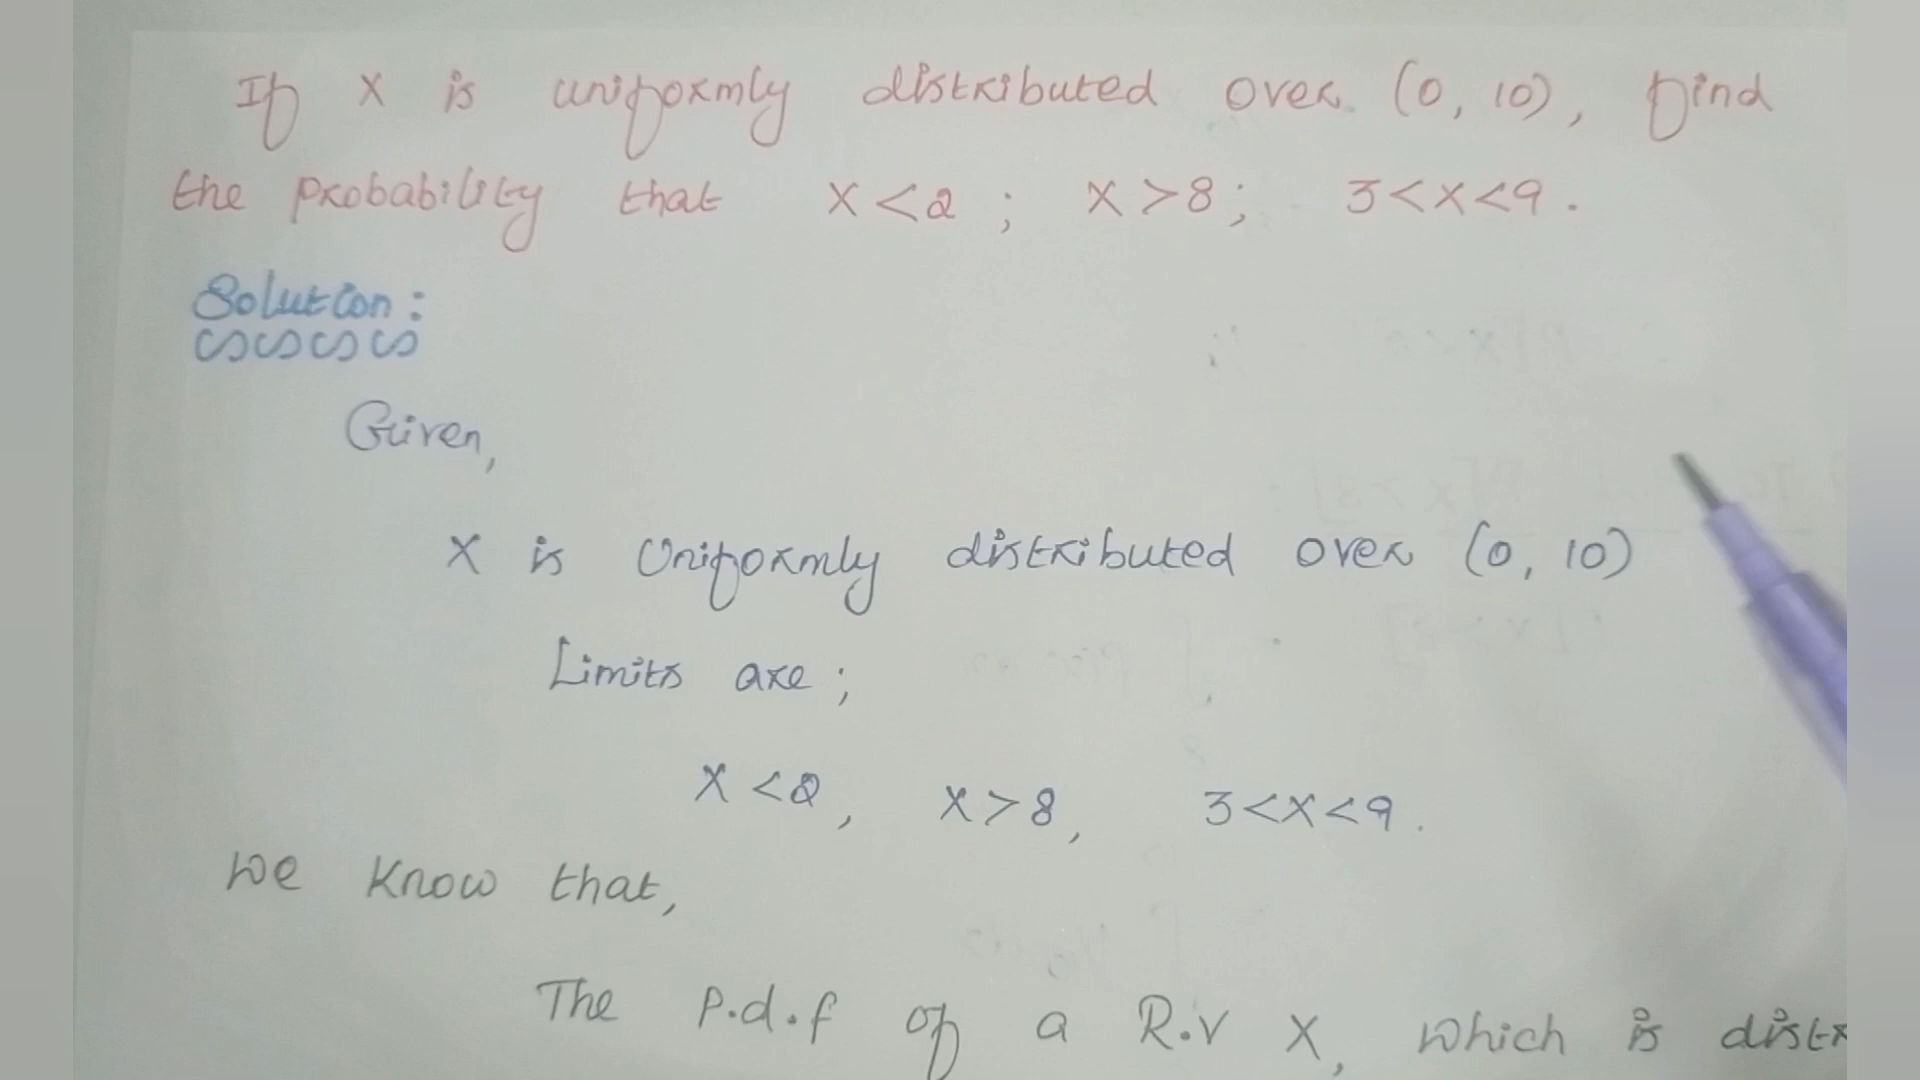 If X is uniformly distributed over (0, 10), find
the probability that X < 2 ; X > 8 ; 3 < X < 9 .
Solution :
Given,
X is Uniformly distributed over (0, 10)
Limits are ;
X < 2 , X > 8 , 3 < X < 9 .
We know that,
The P.d.f of a R.V X, which is